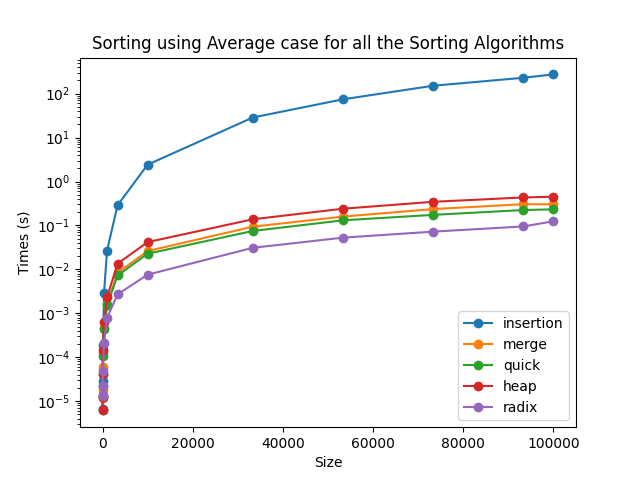 Sorting using Average case for all the Sorting Algorithms
Times (s)
10²
10¹
10⁰
10⁻¹
10⁻²
10⁻³
10⁻⁴
10⁻⁵
insertion
merge
quick
heap
radix
0 20000 40000 60000 80000 100000
Size